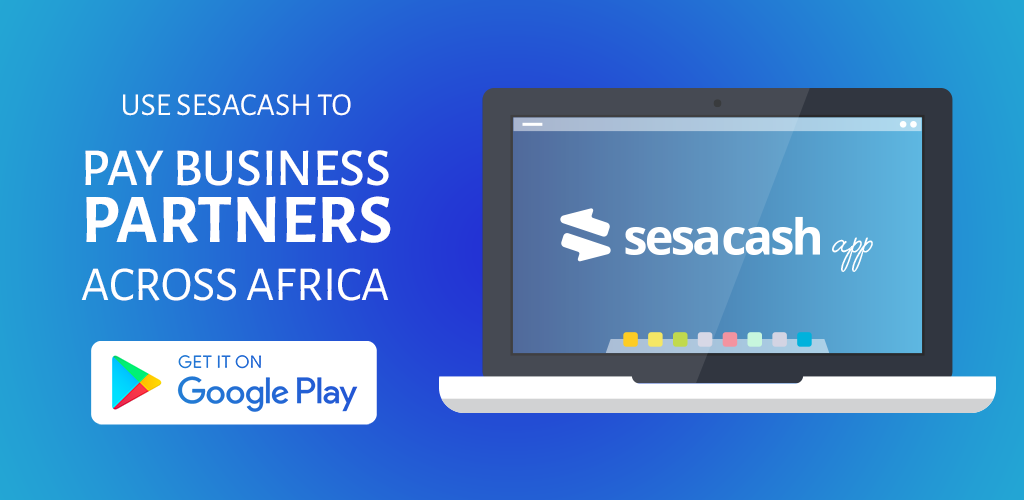 USE SESACASH TO
PAY BUSINESS
PARTNERS
ACROSS AFRICA
GET IT ON
Google Play
sesacash app